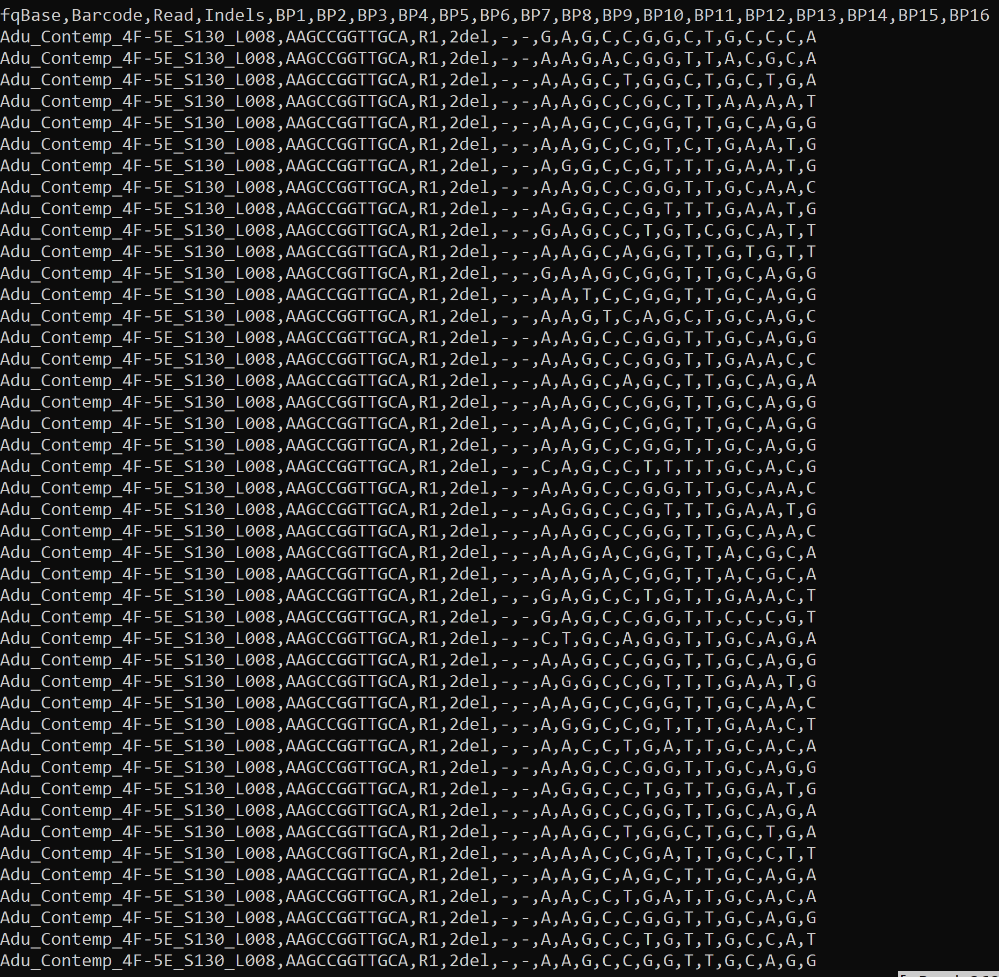 fqBase,Barcode,Read,Indels,BP1,BP2,BP3,BP4,BP5,BP6,BP7,BP8,BP9,BP10,BP11,BP12,BP13,BP14,BP15,BP16
Adu_Contemp_4F-5E_S130_L008,AAGCCGGTTGCA,R1,2del,-,-,G,A,G,C,C,G,G,C,T,G,C,C,C,A
Adu_Contemp_4F-5E_S130_L008,AAGCCGGTTGCA,R1,2del,-,-,A,A,G,A,C,G,G,T,T,A,C,G,C,A
Adu_Contemp_4F-5E_S130_L008,AAGCCGGTTGCA,R1,2del,-,-,A,A,G,C,T,G,G,C,T,G,C,T,G,A
Adu_Contemp_4F-5E_S130_L008,AAGCCGGTTGCA,R1,2del,-,-,A,A,G,C,C,G,C,T,T,A,A,A,A,T
Adu_Contemp_4F-5E_S130_L008,AAGCCGGTTGCA,R1,2del,-,-,A,A,G,C,C,G,G,T,T,G,C,A,G,G
Adu_Contemp_4F-5E_S130_L008,AAGCCGGTTGCA,R1,2del,-,-,A,A,G,C,C,G,T,C,T,G,A,A,T,G
Adu_Contemp_4F-5E_S130_L008,AAGCCGGTTGCA,R1,2del,-,-,A,G,G,C,C,G,T,T,T,G,A,A,T,G
Adu_Contemp_4F-5E_S130_L008,AAGCCGGTTGCA,R1,2del,-,-,A,A,G,C,C,G,G,T,T,G,C,A,A,C
Adu_Contemp_4F-5E_S130_L008,AAGCCGGTTGCA,R1,2del,-,-,A,G,G,C,C,G,T,T,T,G,A,A,T,G
Adu_Contemp_4F-5E_S130_L008,AAGCCGGTTGCA,R1,2del,-,-,G,A,G,C,C,T,G,T,C,G,C,A,T,T
Adu_Contemp_4F-5E_S130_L008,AAGCCGGTTGCA,R1,2del,-,-,A,A,G,C,A,G,G,T,T,G,T,G,T,T
Adu_Contemp_4F-5E_S130_L008,AAGCCGGTTGCA,R1,2del,-,-,G,A,A,G,C,G,G,T,T,G,C,A,G,G
Adu_Contemp_4F-5E_S130_L008,AAGCCGGTTGCA,R1,2del,-,-,A,A,T,C,C,G,G,T,T,G,C,A,G,G
Adu_Contemp_4F-5E_S130_L008,AAGCCGGTTGCA,R1,2del,-,-,A,A,G,T,C,A,G,C,T,G,C,A,G,C
Adu_Contemp_4F-5E_S130_L008,AAGCCGGTTGCA,R1,2del,-,-,A,A,G,C,C,G,G,T,T,G,C,A,G,G
Adu_Contemp_4F-5E_S130_L008,AAGCCGGTTGCA,R1,2del,-,-,A,A,G,C,C,G,G,T,T,G,A,A,C,C
Adu_Contemp_4F-5E_S130_L008,AAGCCGGTTGCA,R1,2del,-,-,A,A,G,C,A,G,C,T,T,G,C,A,G,A
Adu_Contemp_4F-5E_S130_L008,AAGCCGGTTGCA,R1,2del,-,-,A,A,G,C,C,G,G,T,T,G,C,A,G,G
Adu_Contemp_4F-5E_S130_L008,AAGCCGGTTGCA,R1,2del,-,-,A,A,G,C,C,G,G,T,T,G,C,A,G,G
Adu_Contemp_4F-5E_S130_L008,AAGCCGGTTGCA,R1,2del,-,-,A,A,G,C,C,G,G,T,T,G,C,A,G,G
Adu_Contemp_4F-5E_S130_L008,AAGCCGGTTGCA,R1,2del,-,-,C,A,G,C,C,T,T,T,T,G,C,A,C,G
Adu_Contemp_4F-5E_S130_L008,AAGCCGGTTGCA,R1,2del,-,-,A,A,G,C,C,G,G,T,T,G,C,A,A,C
Adu_Contemp_4F-5E_S130_L008,AAGCCGGTTGCA,R1,2del,-,-,A,G,G,C,C,G,T,T,T,G,A,A,T,G
Adu_Contemp_4F-5E_S130_L008,AAGCCGGTTGCA,R1,2del,-,-,A,A,G,C,C,G,G,T,T,G,C,A,A,C
Adu_Contemp_4F-5E_S130_L008,AAGCCGGTTGCA,R1,2del,-,-,A,A,G,A,C,G,G,T,T,A,C,G,C,A
Adu_Contemp_4F-5E_S130_L008,AAGCCGGTTGCA,R1,2del,-,-,A,A,G,A,C,G,G,T,T,A,C,G,C,A
Adu_Contemp_4F-5E_S130_L008,AAGCCGGTTGCA,R1,2del,-,-,G,A,G,C,C,T,G,T,T,G,A,A,C,T
Adu_Contemp_4F-5E_S130_L008,AAGCCGGTTGCA,R1,2del,-,-,G,A,G,C,C,G,G,T,T,C,C,C,G,T
Adu_Contemp_4F-5E_S130_L008,AAGCCGGTTGCA,R1,2del,-,-,C,T,G,C,A,G,G,T,T,G,C,A,G,A
Adu_Contemp_4F-5E_S130_L008,AAGCCGGTTGCA,R1,2del,-,-,A,A,G,C,C,G,G,T,T,G,C,A,G,G
Adu_Contemp_4F-5E_S130_L008,AAGCCGGTTGCA,R1,2del,-,-,A,G,G,C,C,G,T,T,T,G,A,A,T,G
Adu_Contemp_4F-5E_S130_L008,AAGCCGGTTGCA,R1,2del,-,-,A,A,G,C,C,G,G,T,T,G,C,A,A,C
Adu_Contemp_4F-5E_S130_L008,AAGCCGGTTGCA,R1,2del,-,-,A,G,G,C,C,G,T,T,T,G,A,A,C,T
Adu_Contemp_4F-5E_S130_L008,AAGCCGGTTGCA,R1,2del,-,-,A,A,C,C,T,G,A,T,T,G,C,A,C,A
Adu_Contemp_4F-5E_S130_L008,AAGCCGGTTGCA,R1,2del,-,-,A,A,G,C,C,G,G,T,T,G,C,A,G,G
Adu_Contemp_4F-5E_S130_L008,AAGCCGGTTGCA,R1,2del,-,-,A,G,G,C,C,T,G,T,T,G,G,A,T,G
Adu_Contemp_4F-5E_S130_L008,AAGCCGGTTGCA,R1,2del,-,-,A,A,G,C,C,G,G,T,T,G,C,A,G,A
Adu_Contemp_4F-5E_S130_L008,AAGCCGGTTGCA,R1,2del,-,-,A,A,G,C,T,G,G,C,T,G,C,T,G,A
Adu_Contemp_4F-5E_S130_L008,AAGCCGGTTGCA,R1,2del,-,-,A,A,A,C,C,G,A,T,T,G,C,C,T,T
Adu_Contemp_4F-5E_S130_L008,AAGCCGGTTGCA,R1,2del,-,-,A,A,G,C,A,G,C,T,T,G,C,A,G,A
Adu_Contemp_4F-5E_S130_L008,AAGCCGGTTGCA,R1,2del,-,-,A,A,C,C,T,G,A,T,T,G,C,A,C,A
Adu_Contemp_4F-5E_S130_L008,AAGCCGGTTGCA,R1,2del,-,-,A,A,G,C,C,G,G,T,T,G,C,A,G,G
Adu_Contemp_4F-5E_S130_L008,AAGCCGGTTGCA,R1,2del,-,-,A,A,G,C,C,T,G,T,T,G,C,C,A,T
Adu_Contemp_4F-5E_S130_L008,AAGCCGGTTGCA,R1,2del,-,-,A,A,G,C,C,G,G,T,T,G,C,A,G,G